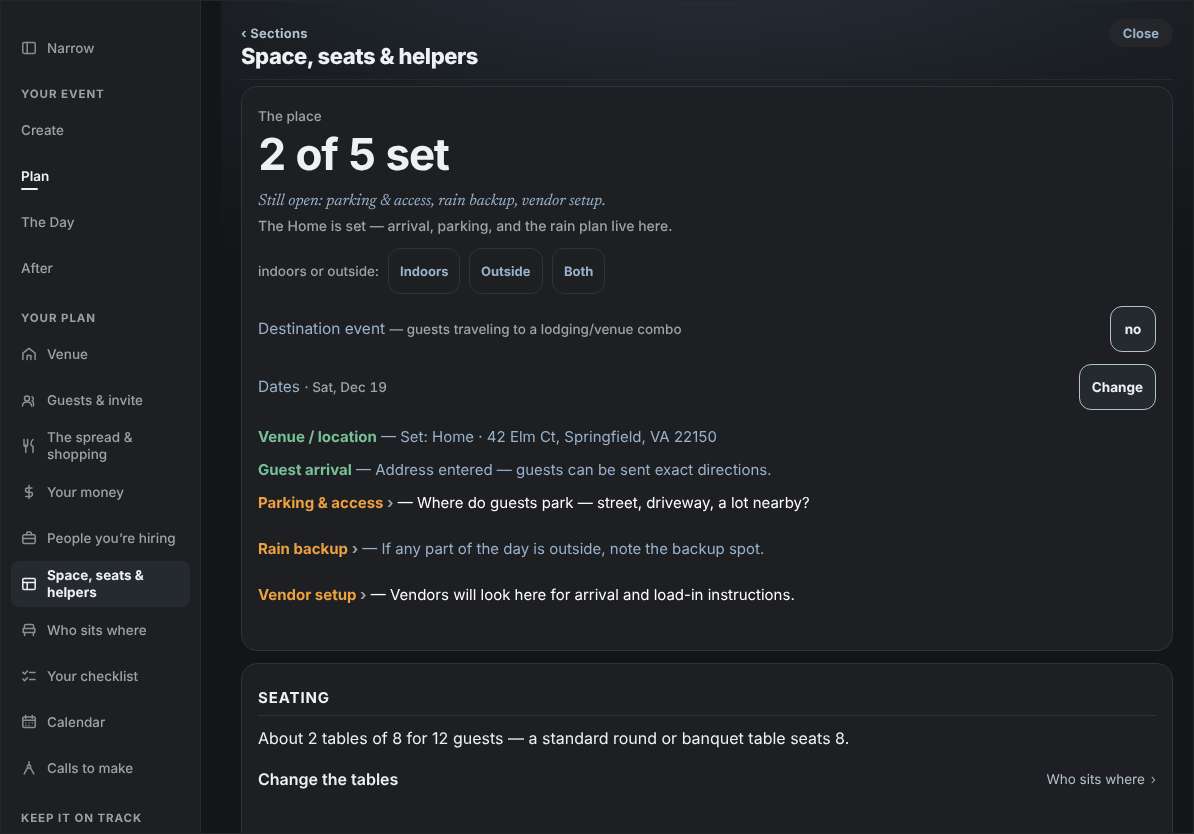 Narrow
YOUR EVENT
Create
Plan
The Day
After
YOUR PLAN
Venue
Guests & invite
The spread &
shopping
Your money
People you're hiring
Space, seats &
helpers
Who sits where
Your checklist
Calendar
Calls to make
KEEP IT ON TRACK
‹ Sections
Close
Space, seats & helpers
The place
2 of 5 set
Still open: parking & access, rain backup, vendor setup.
The Home is set — arrival, parking, and the rain plan live here.
indoors or outside: Indoors Outside Both
Destination event — guests traveling to a lodging/venue combo no
Dates · Sat, Dec 19 Change
Venue / location — Set: Home · 42 Elm Ct, Springfield, VA 22150
Guest arrival — Address entered — guests can be sent exact directions.
Parking & access › — Where do guests park — street, driveway, a lot nearby?
Rain backup › — If any part of the day is outside, note the backup spot.
Vendor setup › — Vendors will look here for arrival and load-in instructions.
SEATING
About 2 tables of 8 for 12 guests — a standard round or banquet table seats 8.
Change the tables Who sits where ›